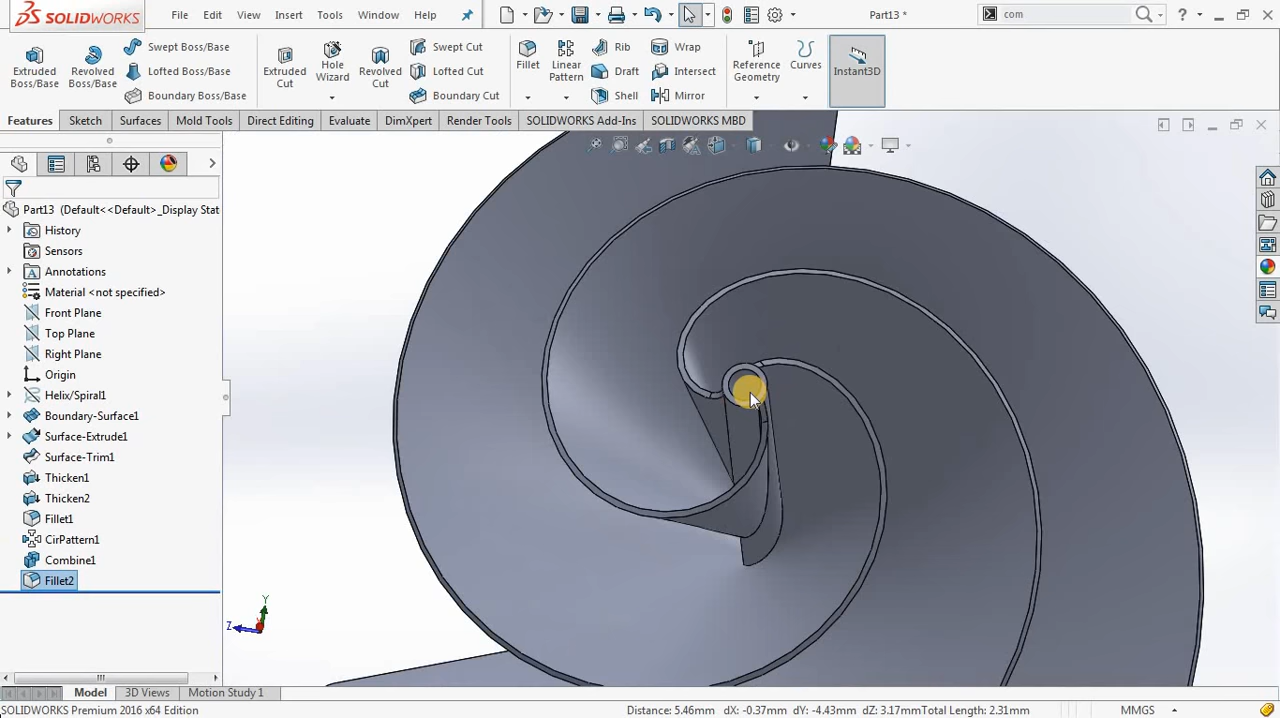 SOLIDWORKS
File Edit View Insert Tools Window Help
Part13 *
com
Extruded Boss/Base
Revolved Boss/Base
Swept Boss/Base
Lofted Boss/Base
Boundary Boss/Base
Extruded Cut
Hole Wizard
Revolved Cut
Swept Cut
Lofted Cut
Boundary Cut
Fillet
Linear Pattern
Rib
Draft
Shell
Wrap
Intersect
Mirror
Reference Geometry
Curves
Instant3D
Features Sketch Surfaces Mold Tools Direct Editing Evaluate DimXpert Render Tools SOLIDWORKS Add-Ins SOLIDWORKS MBD
Part13 (Default<<Default>_Display Stat
History
Sensors
Annotations
Material <not specified>
Front Plane
Top Plane
Right Plane
Origin
Helix/Spiral1
Boundary-Surface1
Surface-Extrude1
Surface-Trim1
Thicken1
Thicken2
Fillet1
CirPattern1
Combine1
Fillet2
Y
Z
Model 3D Views Motion Study 1
SOLIDWORKS Premium 2016 x64 Edition
Distance: 5.46mm dX: -0.37mm dY: -4.43mm dZ: 3.17mm Total Length: 2.31mm
MMGS